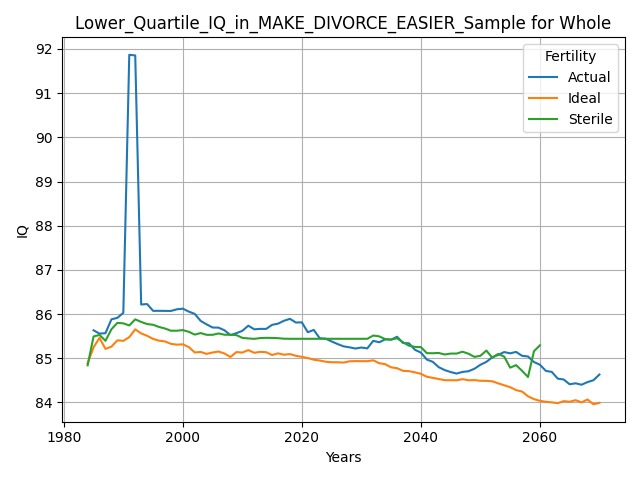 Lower_Quartile_IQ_in_MAKE_DIVORCE_EASIER_Sample for Whole
Fertility
Actual
Ideal
Sterile
92
91
90
89
88
87
86
85
84
IQ
1980
2000
2020
2040
2060
Years